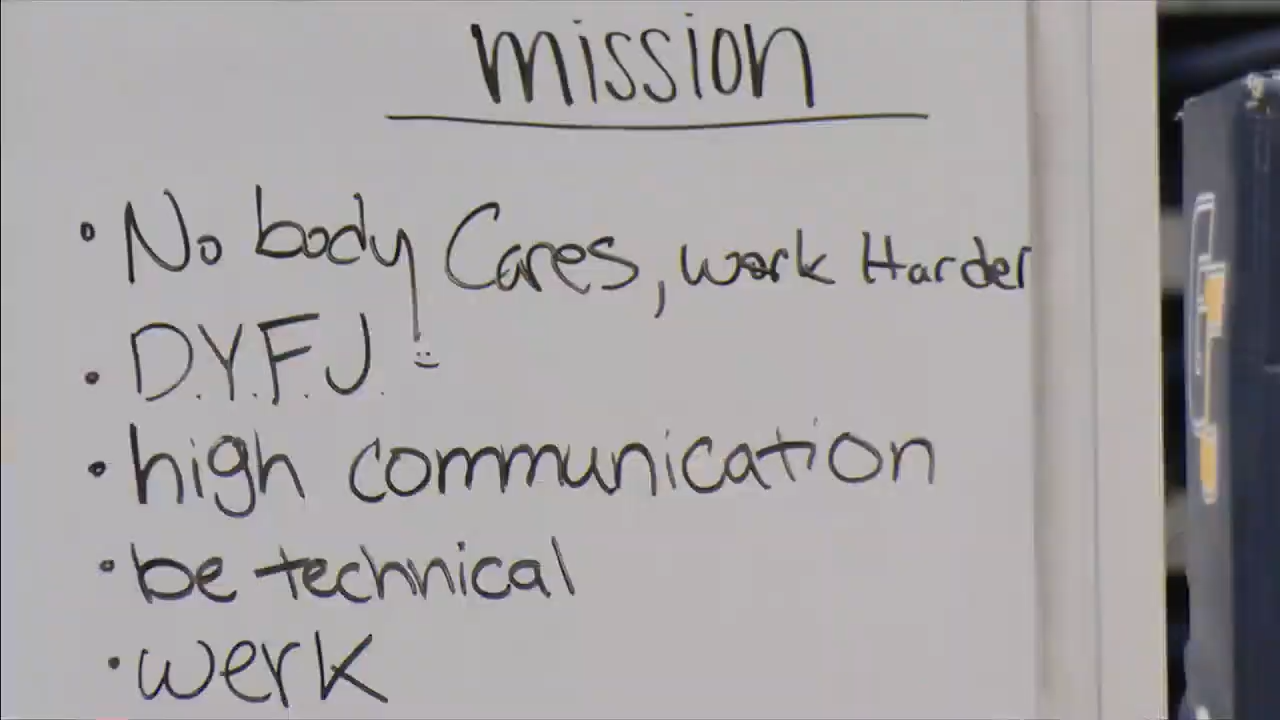 mission
• No body Cares, work Harder
• D.Y.F.J. :)
• high communication
• be technical
• werk